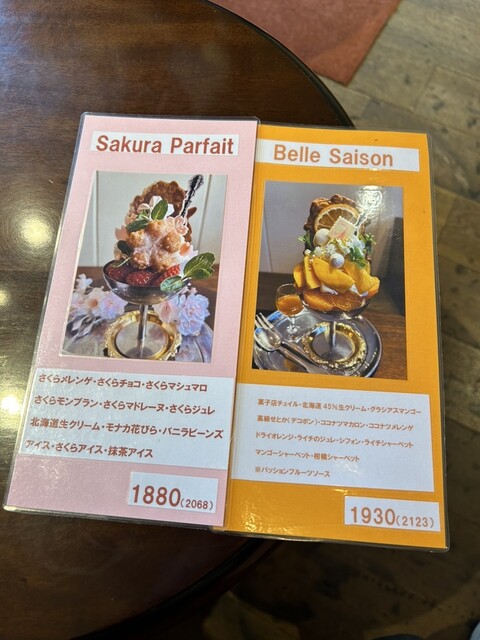 Sakura Parfait
さくらメレンゲ・さくらチョコ・さくらマシュマロ
さくらモンブラン・さくらマドレーヌ・さくらジュレ
北海道生クリーム・モナカ花びら・バニラビーンズ
アイス・さくらアイス・抹茶アイス
1880(2068)
Belle Saison
菓子店チュイル・北海道45%生クリーム・グラシアスマンゴー
高級せとか(デコポン)・ココナツマカロン・ココナツメレンゲ
ドライオレンジ・ライチのジュレ・シフォン・ライチシャーベット
マンゴーシャーベット・柑橘シャーベット
※パッションフルーツソース
1930(2123)